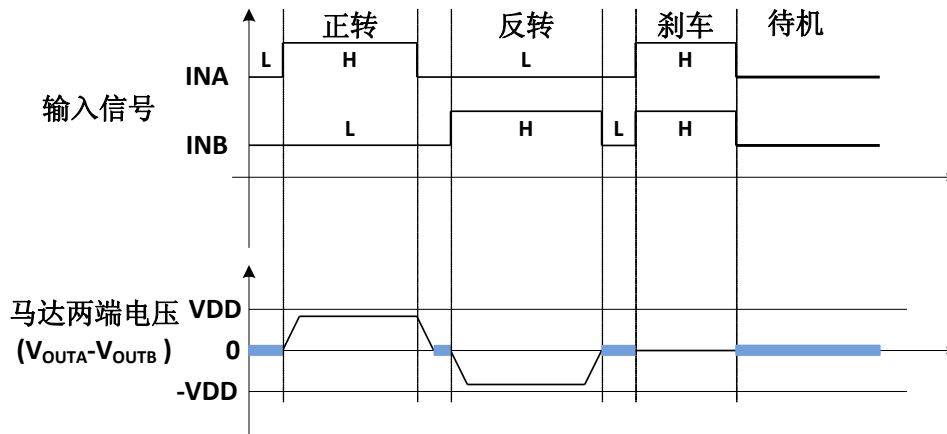 正转 反转 刹车 待机
L H L H
INA
输入信号
L H L H
INB
马达两端电压
(VOUTA-VOUTB )
VDD
0
-VDD